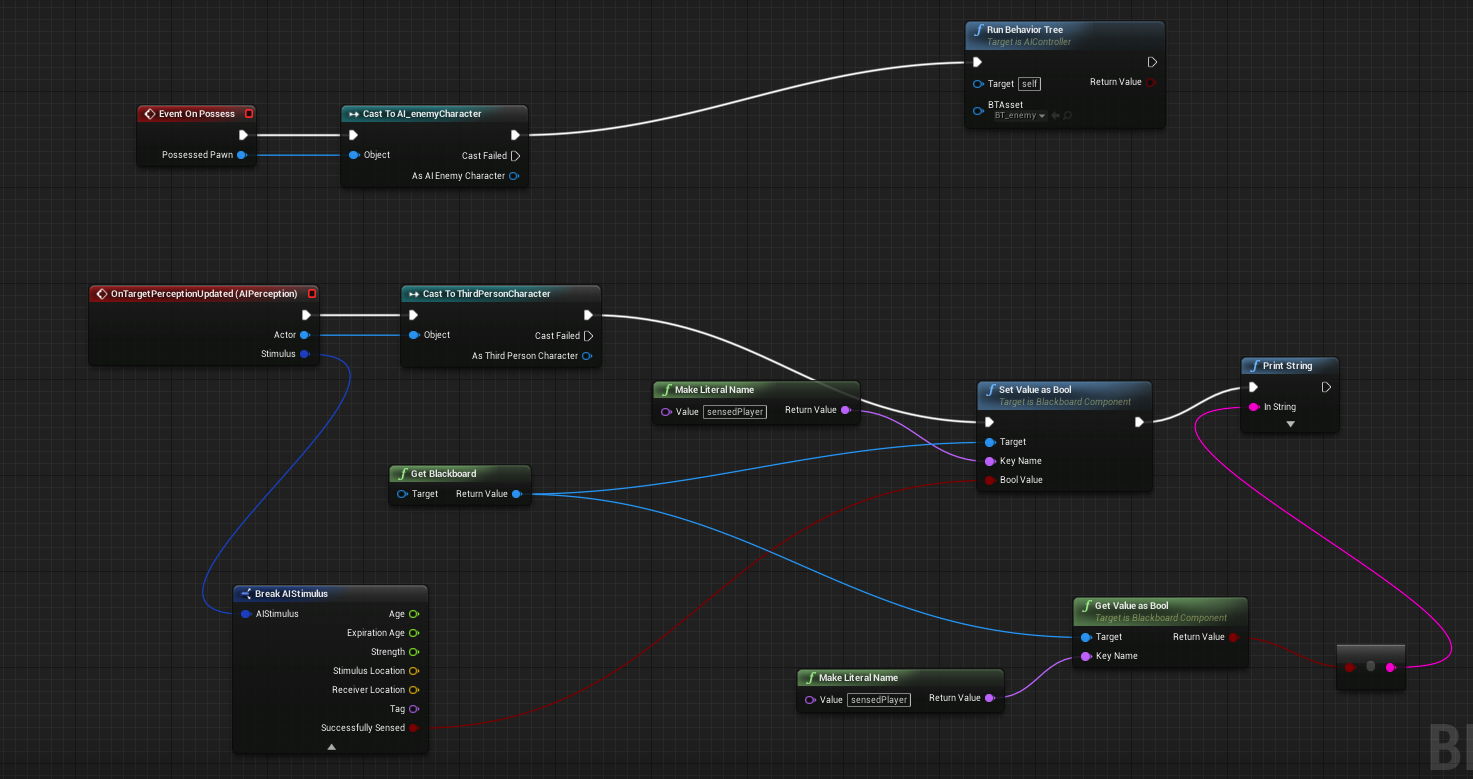 Run Behavior Tree
Target is AIController
Target self
Return Value
BTAsset
BT_enemy
Event On Possess
Possessed Pawn
Cast To AI_enemyCharacter
Object
Cast Failed
As AI Enemy Character
OnTargetPerceptionUpdated (AIPerception)
Actor
Stimulus
Cast To ThirdPersonCharacter
Object
Cast Failed
As Third Person Character
Make Literal Name
Value sensedPlayer
Return Value
Set Value as Bool
Target is Blackboard Component
Target
Key Name
Bool Value
Print String
In String
Get Blackboard
Target Return Value
Break AIStimulus
AIStimulus
Age
Expiration Age
Strength
Stimulus Location
Receiver Location
Tag
Successfully Sensed
Get Value as Bool
Target is Blackboard Component
Target Return Value
Key Name
Make Literal Name
Value sensedPlayer
Return Value